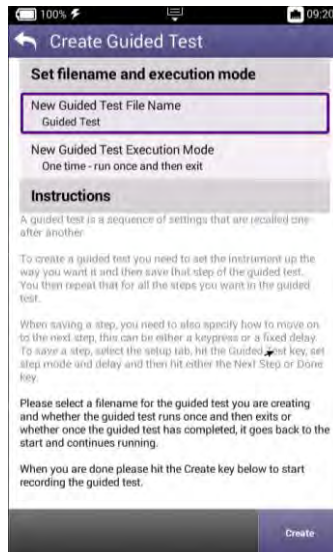 100% 09:20
Create Guided Test
Set filename and execution mode
New Guided Test File Name
Guided Test
New Guided Test Execution Mode
One time - run once and then exit
Instructions
A guided test is a sequence of settings that are recalled one
after another
To create a guided test you need to set the instrument up the
way you want it and then save that step of the guided test.
You then repeat that for all the steps you want in the guided
test.
When saving a step, you need to also specify how to move on
to the next step, this can be either a keypress or a fixed delay.
To save a step, select the setup tab, hit the Guided Test key, set
step mode and delay and then hit either the Next Step or Done
key.
Please select a filename for the guided test you are creating
and whether the guided test runs once and then exits or
whether once the guided test has completed, it goes back to the
start and continues running.
When you are done please hit the Create key below to start
recording the guided test.
Create